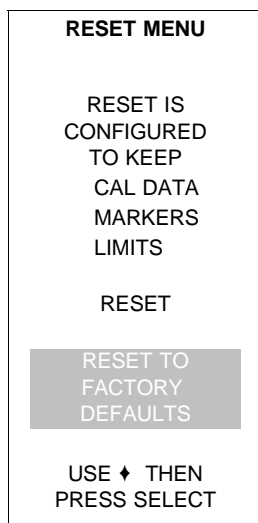 RESET MENU
RESET IS
CONFIGURED
TO KEEP
CAL DATA
MARKERS
LIMITS
RESET
RESET TO
FACTORY
DEFAULTS
USE ♦ THEN
PRESS SELECT